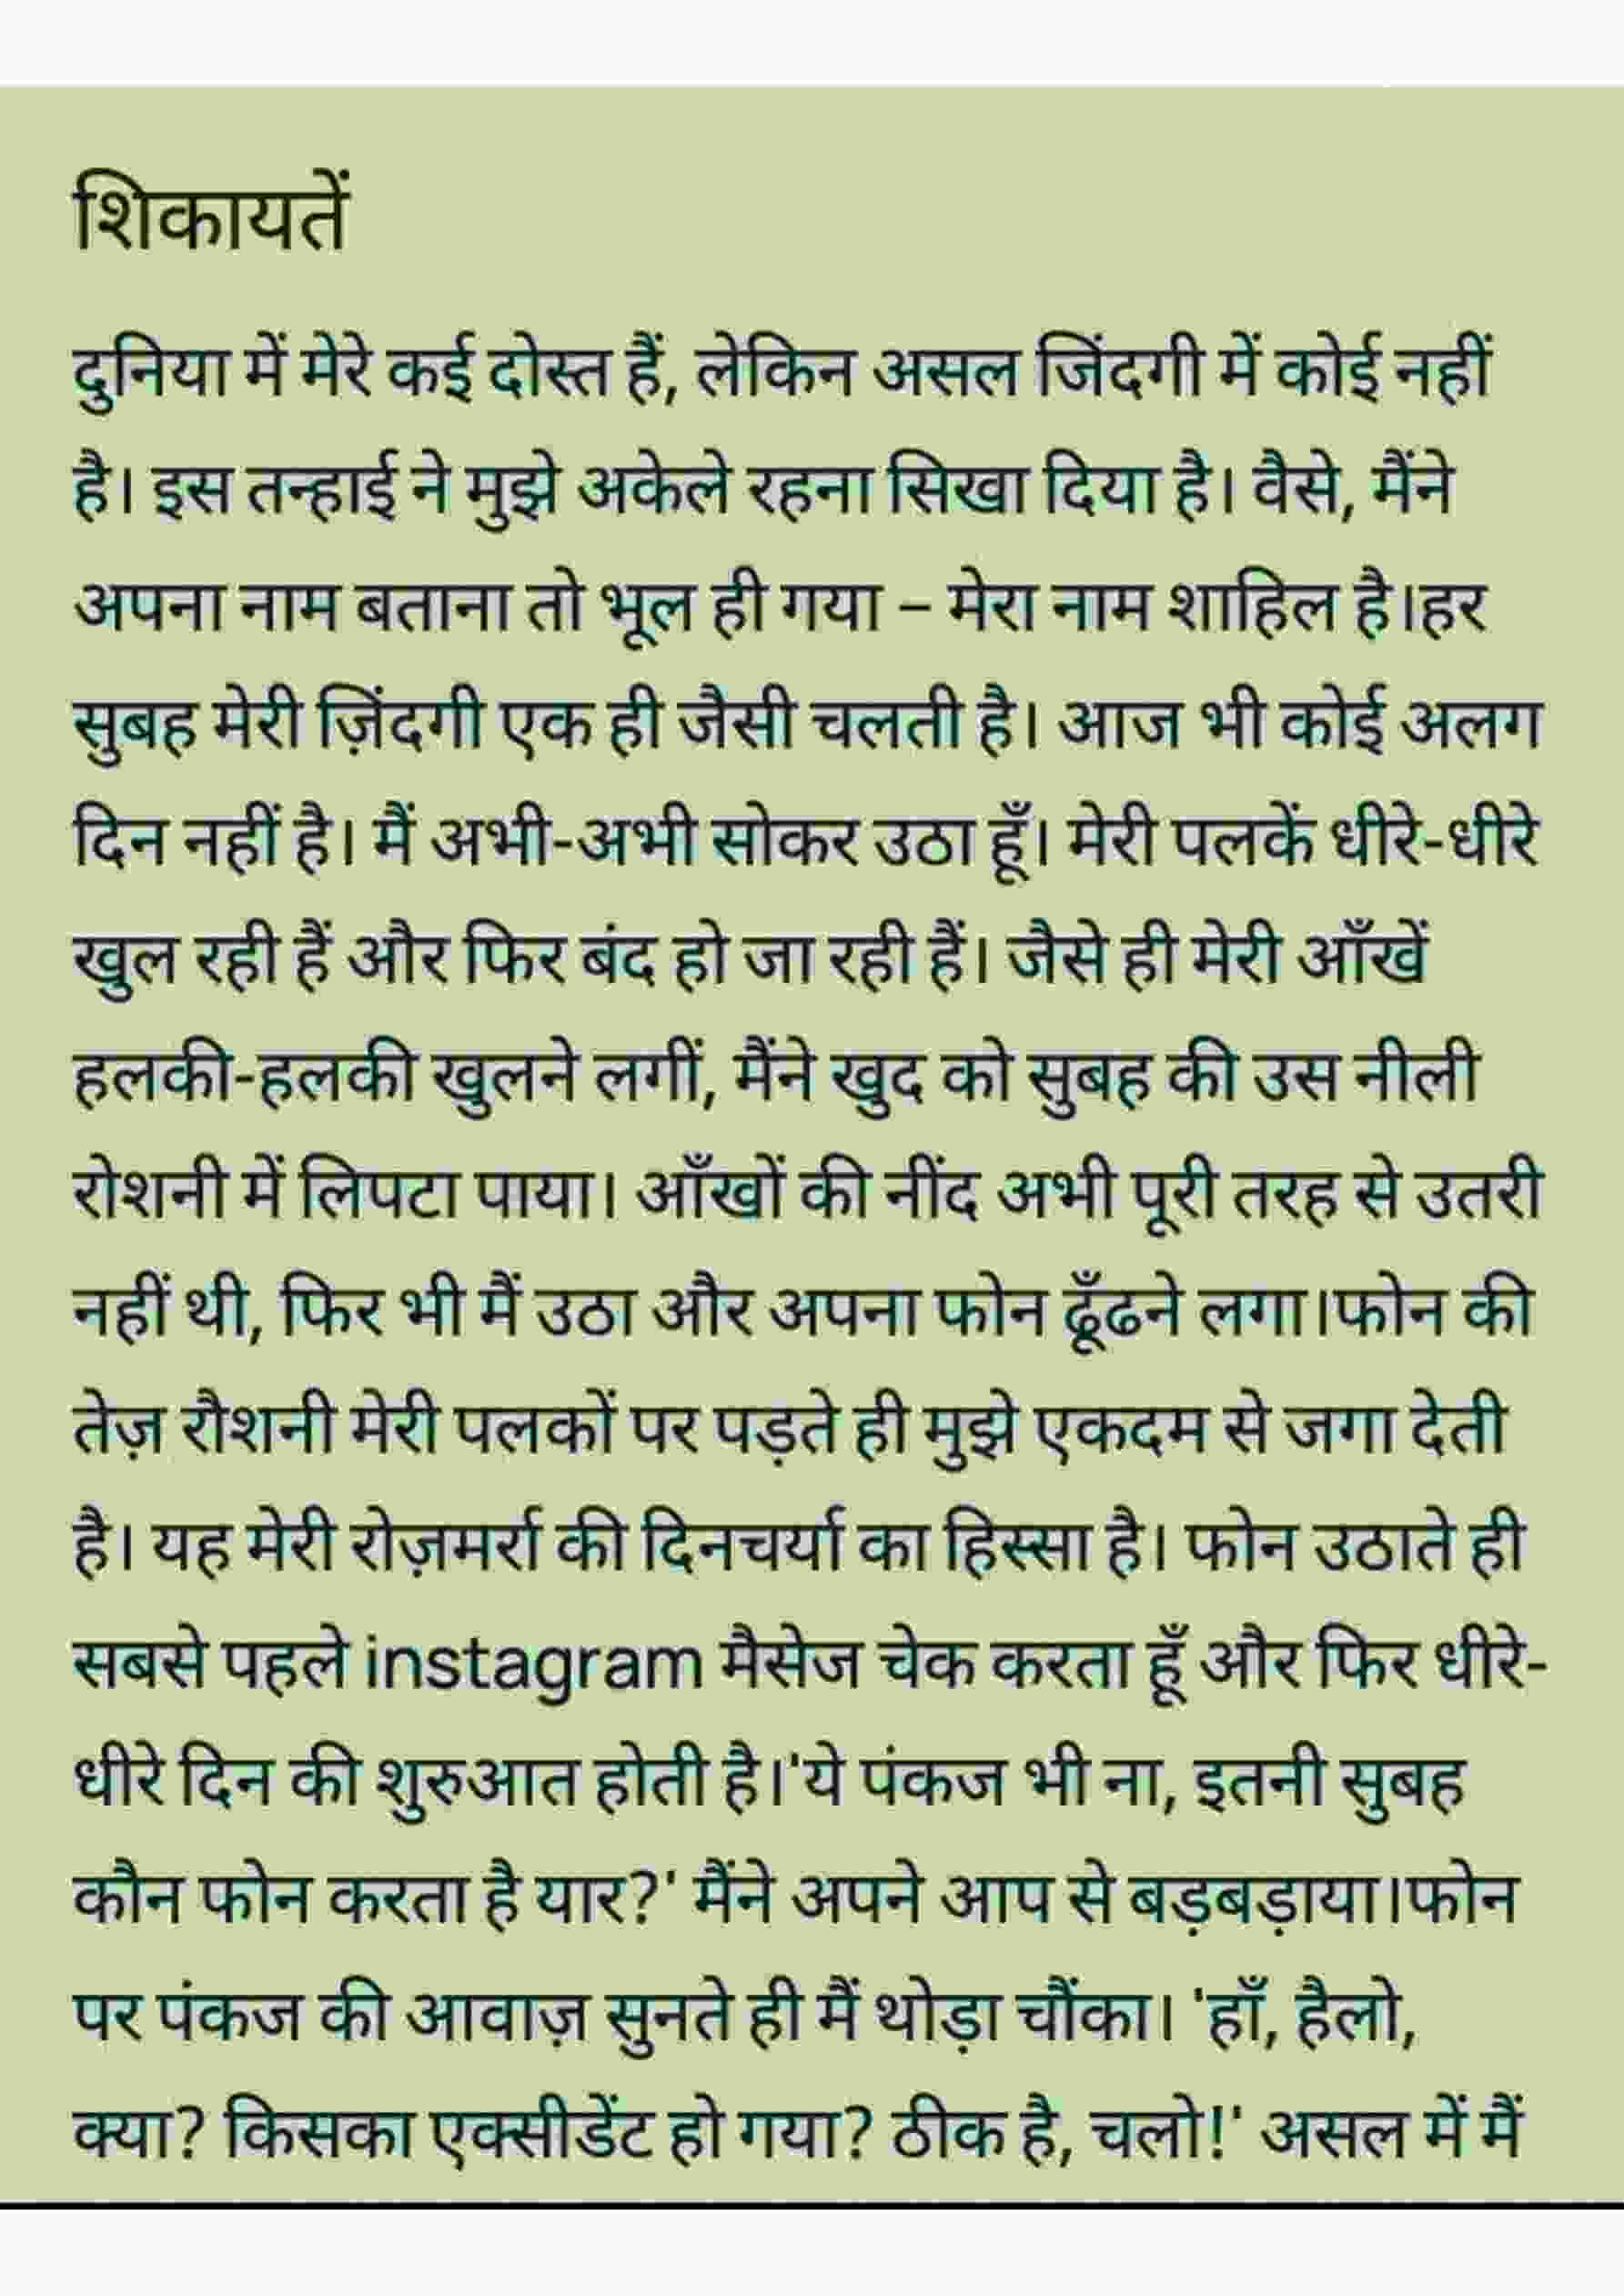 शिकायतें
दुनिया में मेरे कई दोस्त हैं, लेकिन असल जिंदगी में कोई नहीं
है। इस तन्हाई ने मुझे अकेले रहना सिखा दिया है। वैसे, मैंने
अपना नाम बताना तो भूल ही गया – मेरा नाम शाहिल है।हर
सुबह मेरी ज़िंदगी एक ही जैसी चलती है। आज भी कोई अलग
दिन नहीं है। मैं अभी-अभी सोकर उठा हूँ। मेरी पलकें धीरे-धीरे
खुल रही हैं और फिर बंद हो जा रही हैं। जैसे ही मेरी आँखें
हलकी-हलकी खुलने लगीं, मैंने खुद को सुबह की उस नीली
रोशनी में लिपटा पाया। आँखों की नींद अभी पूरी तरह से उतरी
नहीं थी, फिर भी मैं उठा और अपना फोन ढूँढने लगा।फोन की
तेज़ रौशनी मेरी पलकों पर पड़ते ही मुझे एकदम से जगा देती
है। यह मेरी रोज़मर्रा की दिनचर्या का हिस्सा है। फोन उठाते ही
सबसे पहले instagram मैसेज चेक करता हूँ और फिर धीरे-
धीरे दिन की शुरुआत होती है।'ये पंकज भी ना, इतनी सुबह
कौन फोन करता है यार?' मैंने अपने आप से बड़बड़ाया।फोन
पर पंकज की आवाज़ सुनते ही मैं थोड़ा चौंका। 'हाँ, हैलो,
क्या? किसका एक्सीडेंट हो गया? ठीक है, चलो!' असल में मैं